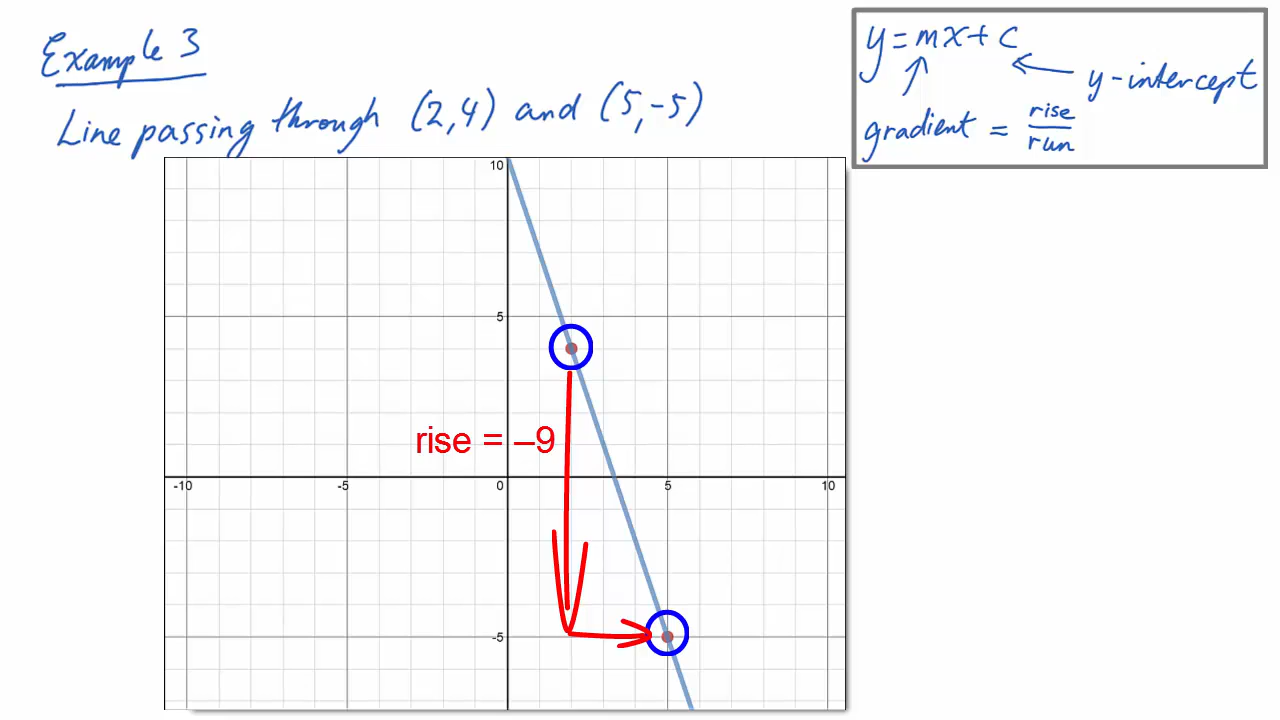 Example 3
Line passing through (2,4) and (5,-5)
y = mx + c
y-intercept
gradient = rise/run
10
5
rise = –9
-10
-5
0
5
10
-5